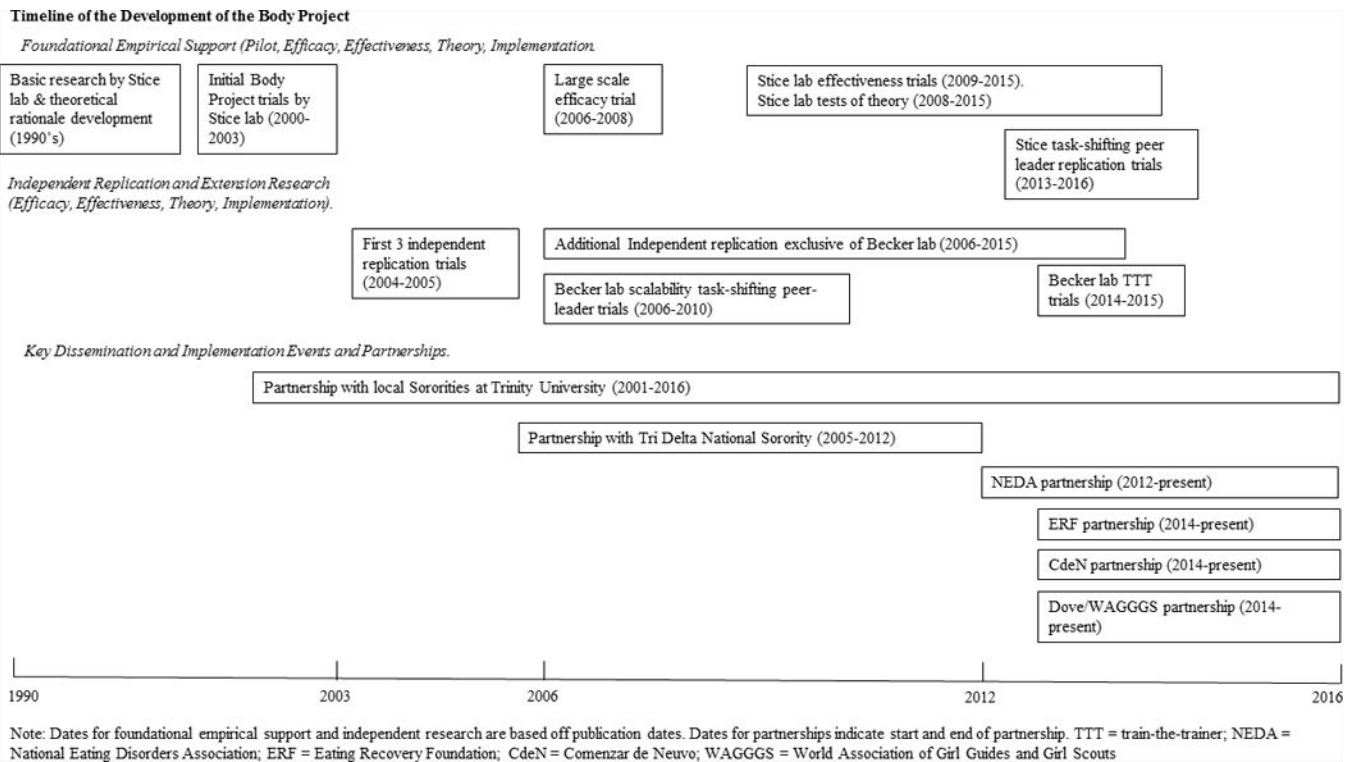 Timeline of the Development of the Body Project
Foundational Empirical Support (Pilot, Efficacy, Effectiveness, Theory, Implementation.
Basic research by Stice
lab & theoretical
rationale development
(1990's)
Initial Body
Project trials by
Stice lab (2000-
2003)
Large scale
efficacy trial
(2006-2008)
Stice lab effectiveness trials (2009-2015).
Stice lab tests of theory (2008-2015)
Stice task-shifting peer
leader replication trials
(2013-2016)
Independent Replication and Extension Research
(Efficacy, Effectiveness, Theory, Implementation).
First 3 independent
replication trials
(2004-2005)
Additional Independent replication exclusive of Becker lab (2006-2015)
Becker lab scalability task-shifting peer-
leader trials (2006-2010)
Becker lab TTT
trials (2014-2015)
Key Dissemination and Implementation Events and Partnerships.
Partnership with local Sororities at Trinity University (2001-2016)
Partnership with Tri Delta National Sorority (2005-2012)
NEDA partnership (2012-present)
ERF partnership (2014-present)
CdeN partnership (2014-present)
Dove/WAGGGS partnership (2014-
present)
1990
2003
2006
2012
2016
Note: Dates for foundational empirical support and independent research are based off publication dates. Dates for partnerships indicate start and end of partnership. TTT = train-the-trainer; NEDA =
National Eating Disorders Association; ERF = Eating Recovery Foundation; CdeN = Comenzar de Neuvo; WAGGGS = World Association of Girl Guides and Girl Scouts